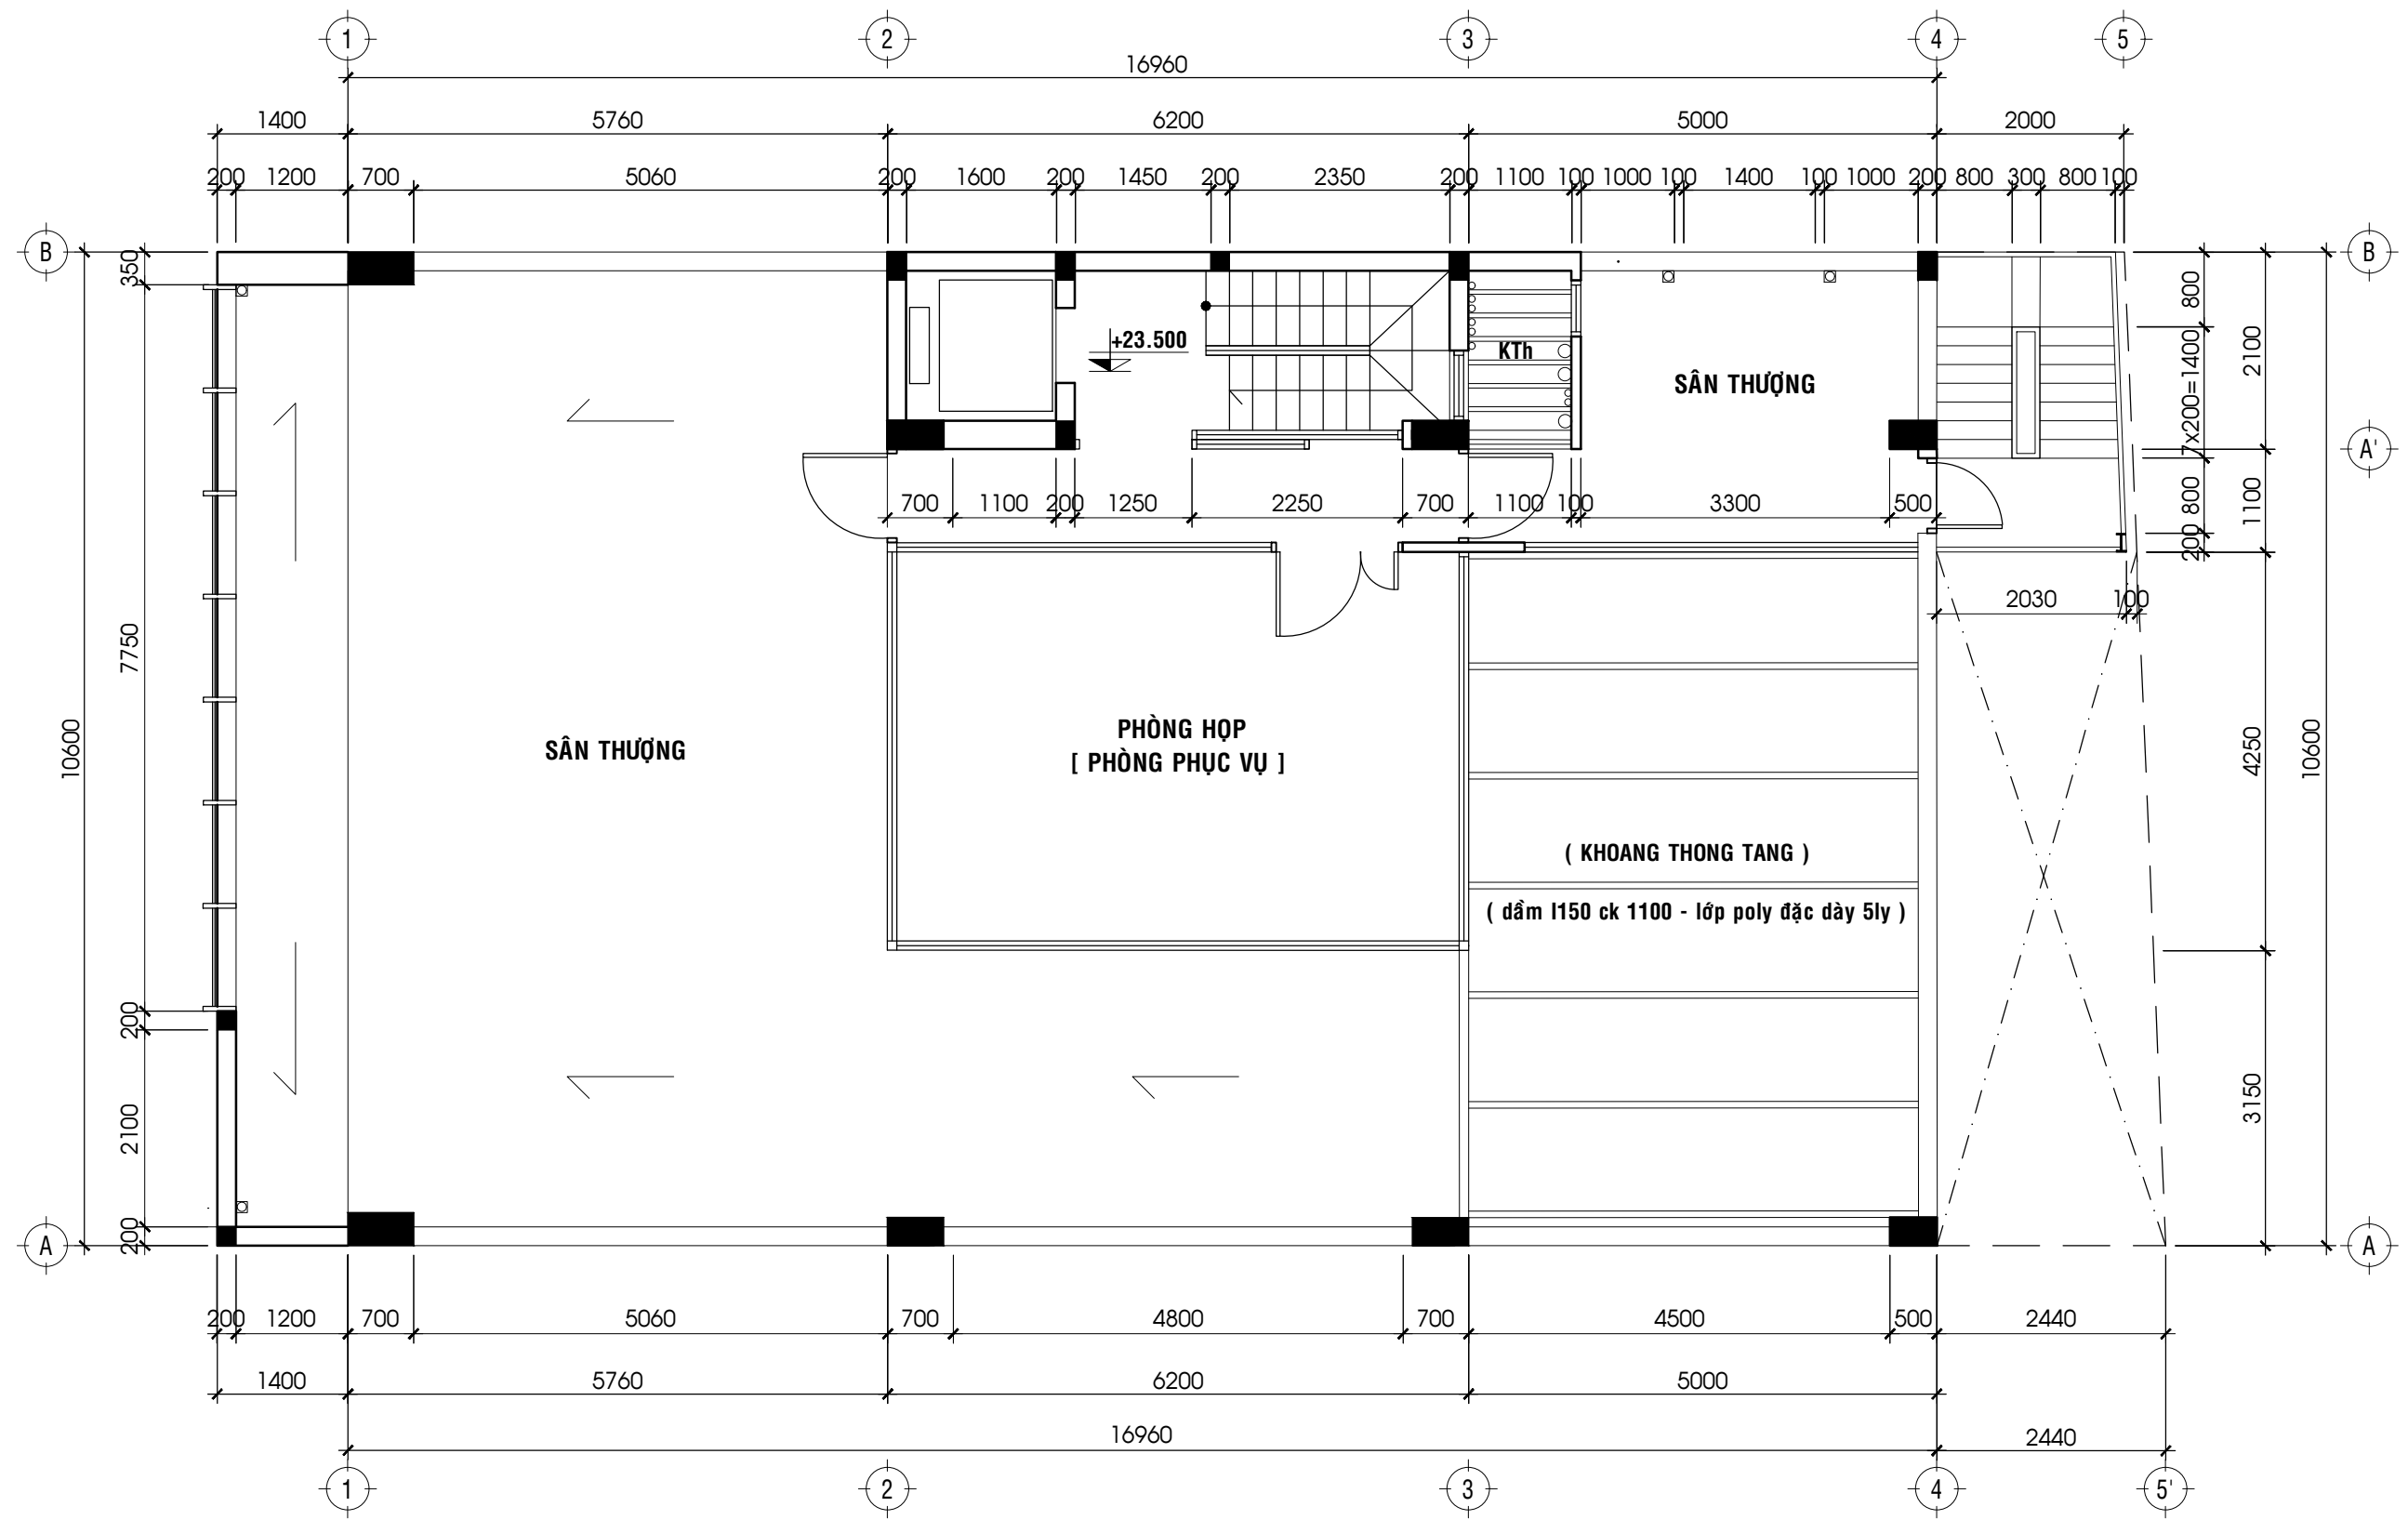 1 2 3 4 5
16960
1400 5760 6200 5000 2000
200 1200 700 5060 200 1600 200 1450 200 2350 200 1100 100 1000 100 1400 100 1000 200 800 300 800 100
B B
350
800
+23.500
KTh
2100
7x200=1400
SÂN THƯỢNG
A'
700 1100 200 1250 2250 700 1100 100 3300 500
800
1100
200
2030 100
7750
10600
SÂN THƯỢNG
PHÒNG HỌP
[ PHÒNG PHỤC VỤ ]
4250
10600
( KHOANG THONG TANG )
( dầm I150 ck 1100 - lớp poly đặc dày 5ly )
200
2100
3150
200
A A
200 1200 700 5060 700 4800 700 4500 500 2440
1400 5760 6200 5000
16960 2440
1 2 3 4 5'